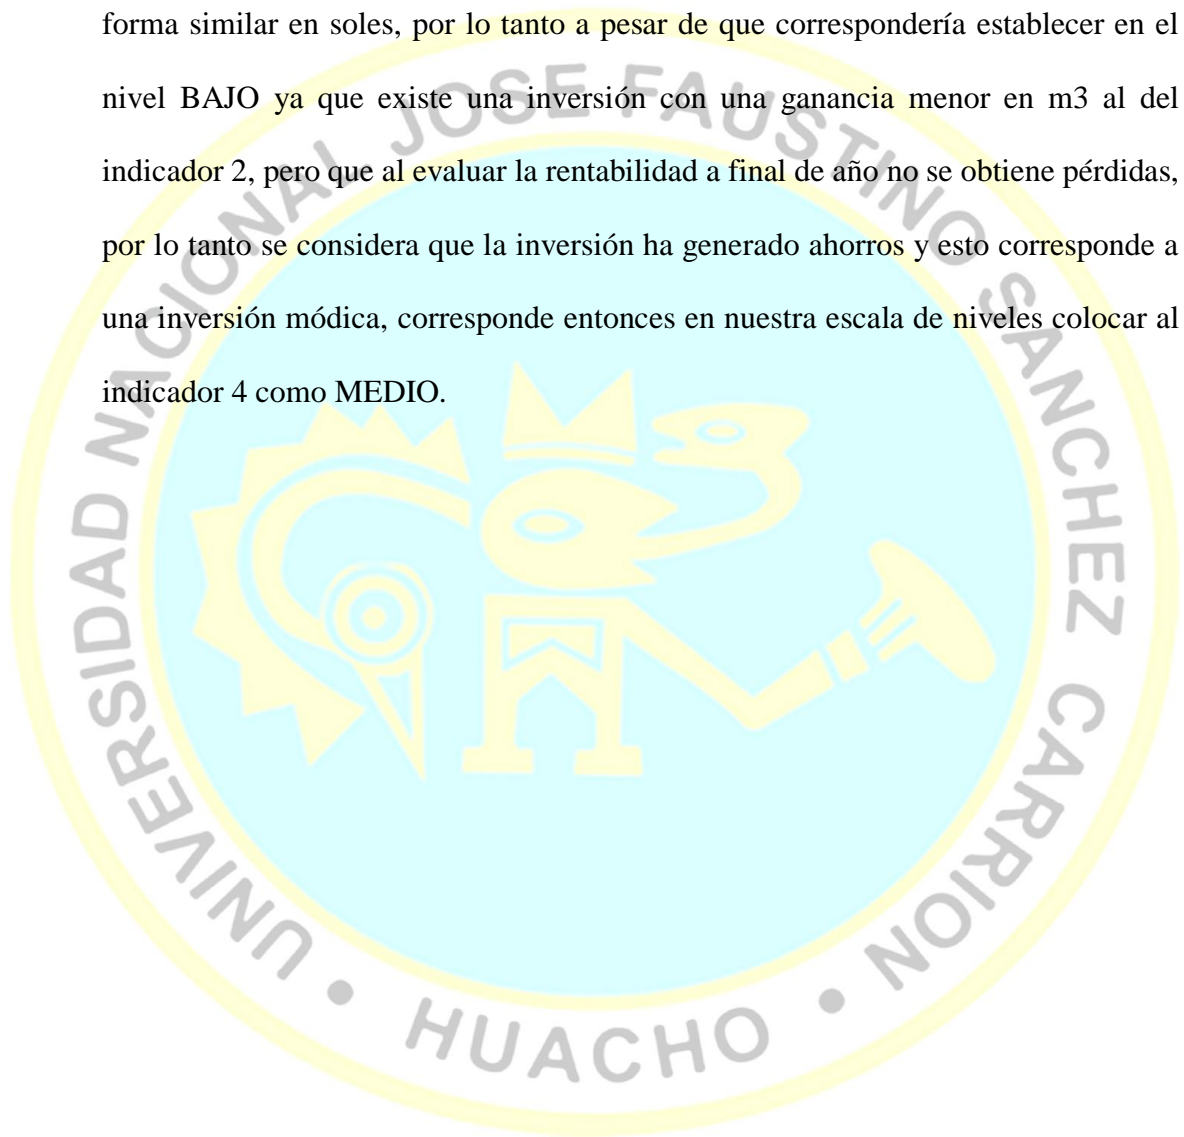 forma similar en soles, por lo tanto a pesar de que correspondería establecer en el
nivel BAJO ya que existe una inversión con una ganancia menor en m3 al del
indicador 2, pero que al evaluar la rentabilidad a final de año no se obtiene pérdidas,
por lo tanto se considera que la inversión ha generado ahorros y esto corresponde a
una inversión módica, corresponde entonces en nuestra escala de niveles colocar al
indicador 4 como MEDIO.
UNIVERSIDAD NACIONAL JOSE FAUSTINO SANCHEZ CARRION • HUACHO •